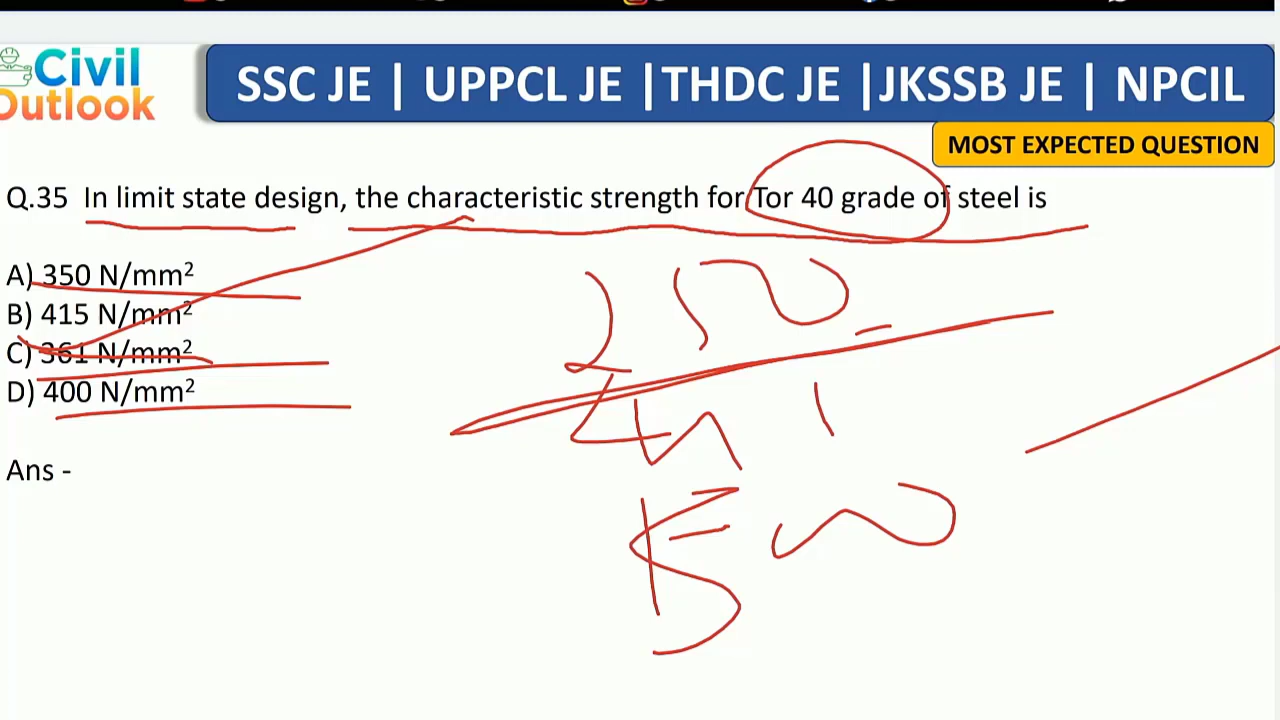 Civil
Outlook
SSC JE | UPPCL JE |THDC JE |JKSSB JE | NPCIL
MOST EXPECTED QUESTION
Q.35 In limit state design, the characteristic strength for Tor 40 grade of steel is
A) 350 N/mm²
B) 415 N/mm²
C) 361 N/mm²
D) 400 N/mm²
250
500
Ans -